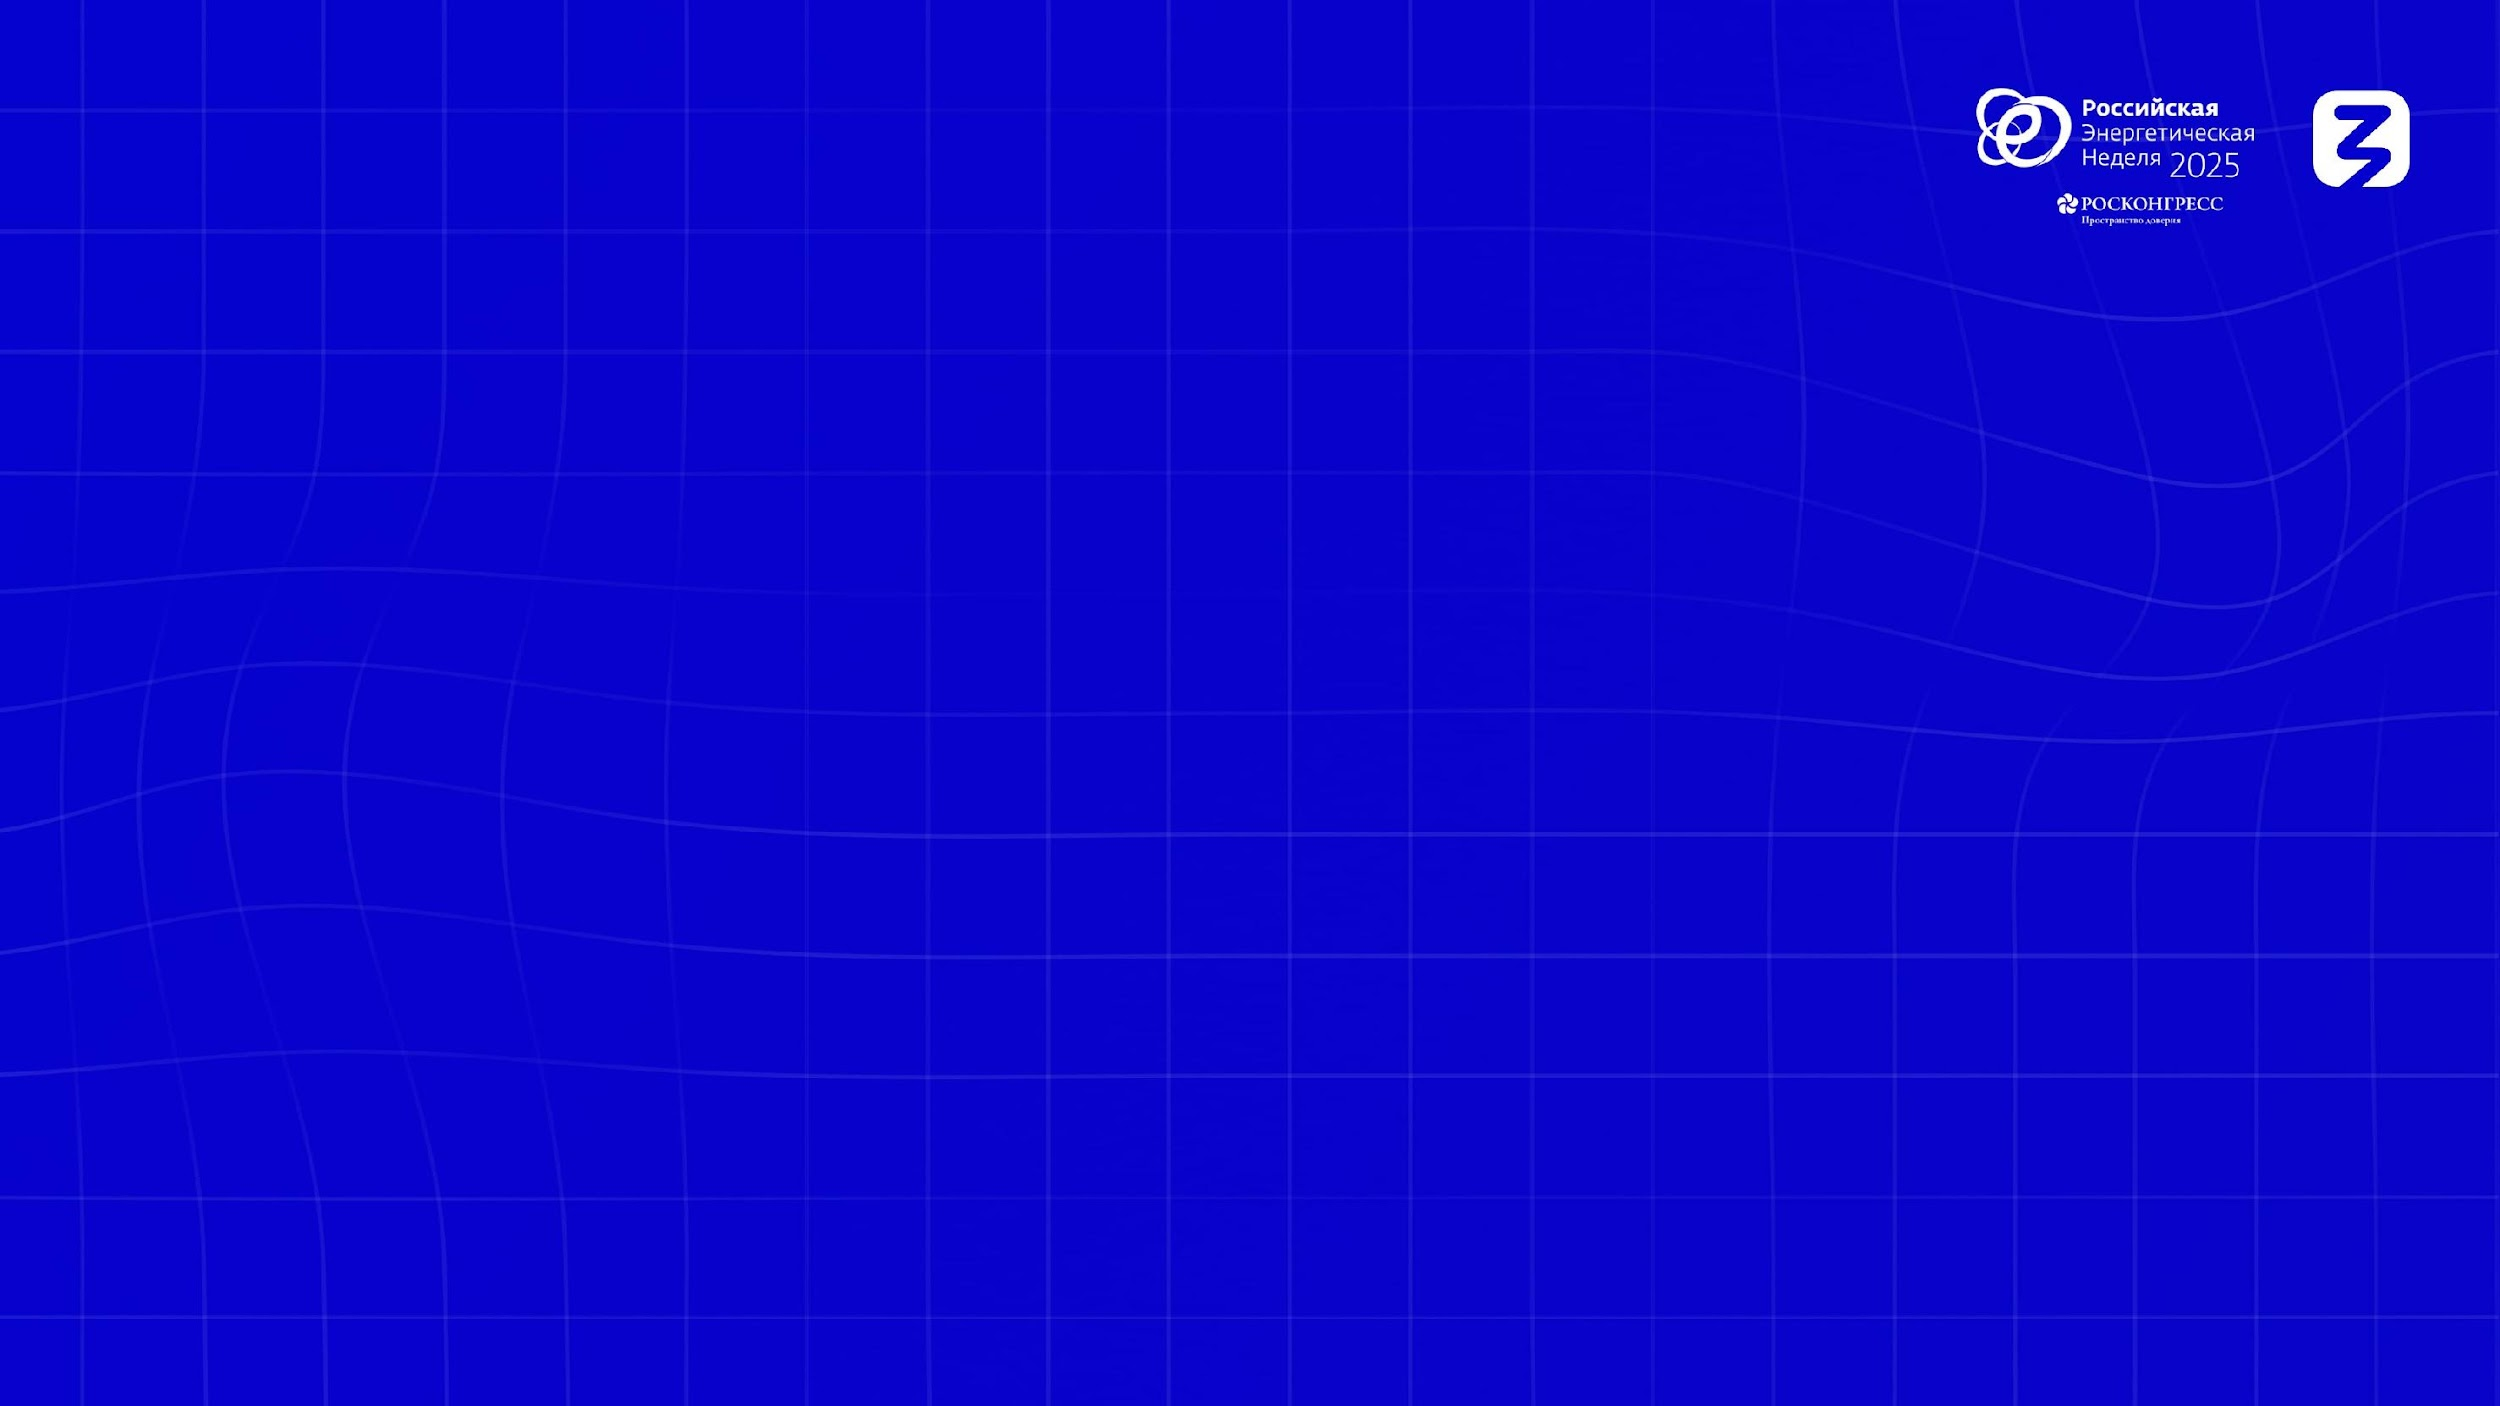 Российская
Энергетическая
Неделя 2025
РОСКОНГРЕСС
Пространство доверия